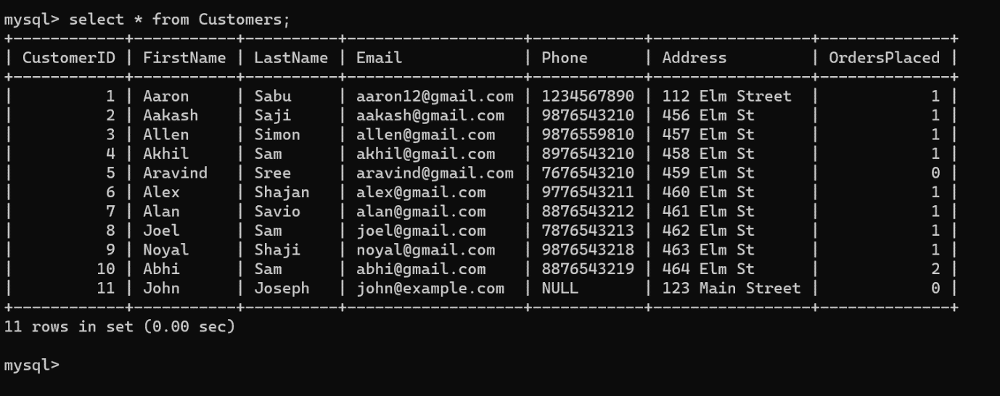 mysql> select * from Customers;
+------------+-----------+----------+-------------------+------------+-----------------+--------------+
| CustomerID | FirstName | LastName | Email             | Phone      | Address         | OrdersPlaced |
+------------+-----------+----------+-------------------+------------+-----------------+--------------+
|          1 | Aaron     | Sabu     | aaron12@gmail.com | 1234567890 | 112 Elm Street  |            1 |
|          2 | Aakash    | Saji     | aakash@gmail.com  | 9876543210 | 456 Elm St      |            1 |
|          3 | Allen     | Simon    | allen@gmail.com   | 9876559810 | 457 Elm St      |            1 |
|          4 | Akhil     | Sam      | akhil@gmail.com   | 8976543210 | 458 Elm St      |            1 |
|          5 | Aravind   | Sree     | aravind@gmail.com | 7676543210 | 459 Elm St      |            0 |
|          6 | Alex      | Shajan   | alex@gmail.com    | 9776543211 | 460 Elm St      |            1 |
|          7 | Alan      | Savio    | alan@gmail.com    | 8876543212 | 461 Elm St      |            1 |
|          8 | Joel      | Sam      | joel@gmail.com    | 7876543213 | 462 Elm St      |            1 |
|          9 | Noyal     | Shaji    | noyal@gmail.com   | 9876543218 | 463 Elm St      |            1 |
|         10 | Abhi      | Sam      | abhi@gmail.com    | 8876543219 | 464 Elm St      |            2 |
|         11 | John      | Joseph   | john@example.com  | NULL       | 123 Main Street |            0 |
+------------+-----------+----------+-------------------+------------+-----------------+--------------+
11 rows in set (0.00 sec)

mysql>